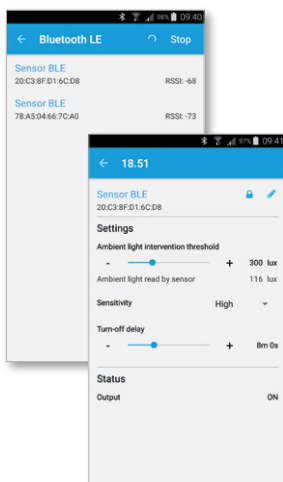 98% 09:40
← Bluetooth LE Stop
Sensor BLE
20:C3:8F:D1:6C:D8 RSSI: -68
Sensor BLE
78:A5:04:66:7C:A0 RSSI: -73
97% 09:41
← 18.51
Sensor BLE
20:C3:8F:D1:6C:D8
Settings
Ambient light intervention threshold
- + 300 lux
Ambient light read by sensor 116 lux
Sensitivity High
Turn-off delay
- + 8m 0s
Status
Output ON